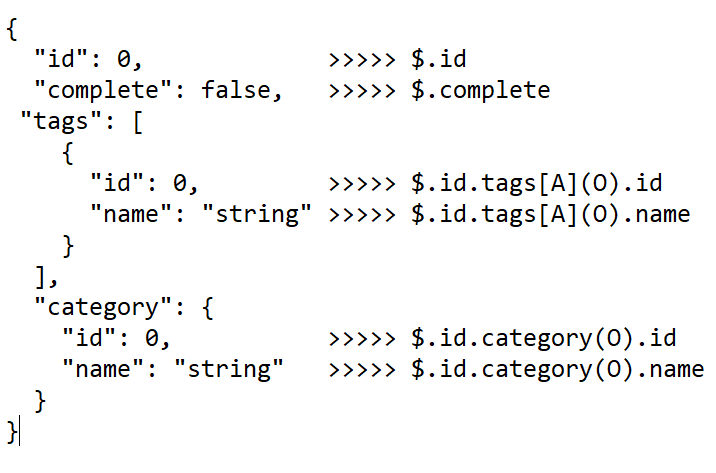 {
  "id": 0,             >>>>> $.id
  "complete": false,   >>>>> $.complete
 "tags": [
    {
      "id": 0,         >>>>> $.id.tags[A](O).id
      "name": "string" >>>>> $.id.tags[A](O).name
    }
  ],
  "category": {
    "id": 0,           >>>>> $.id.category(O).id
    "name": "string"   >>>>> $.id.category(O).name
  }
}